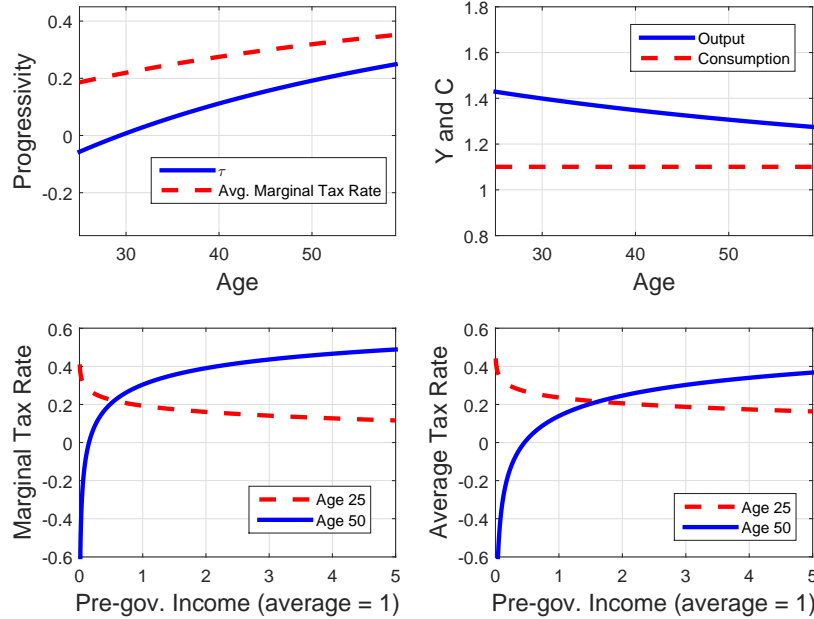 Progressivity
0.4
0.2
0
-0.2
30
40
50
Age
τ
Avg. Marginal Tax Rate
Y and C
1.8
1.6
1.4
1.2
1
0.8
30
40
50
Age
Output
Consumption
Marginal Tax Rate
0.6
0.4
0.2
0
-0.2
-0.4
-0.6
0
1
2
3
4
5
Pre-gov. Income (average = 1)
Age 25
Age 50
Average Tax Rate
0.6
0.4
0.2
0
-0.2
-0.4
-0.6
0
1
2
3
4
5
Pre-gov. Income (average = 1)
Age 25
Age 50